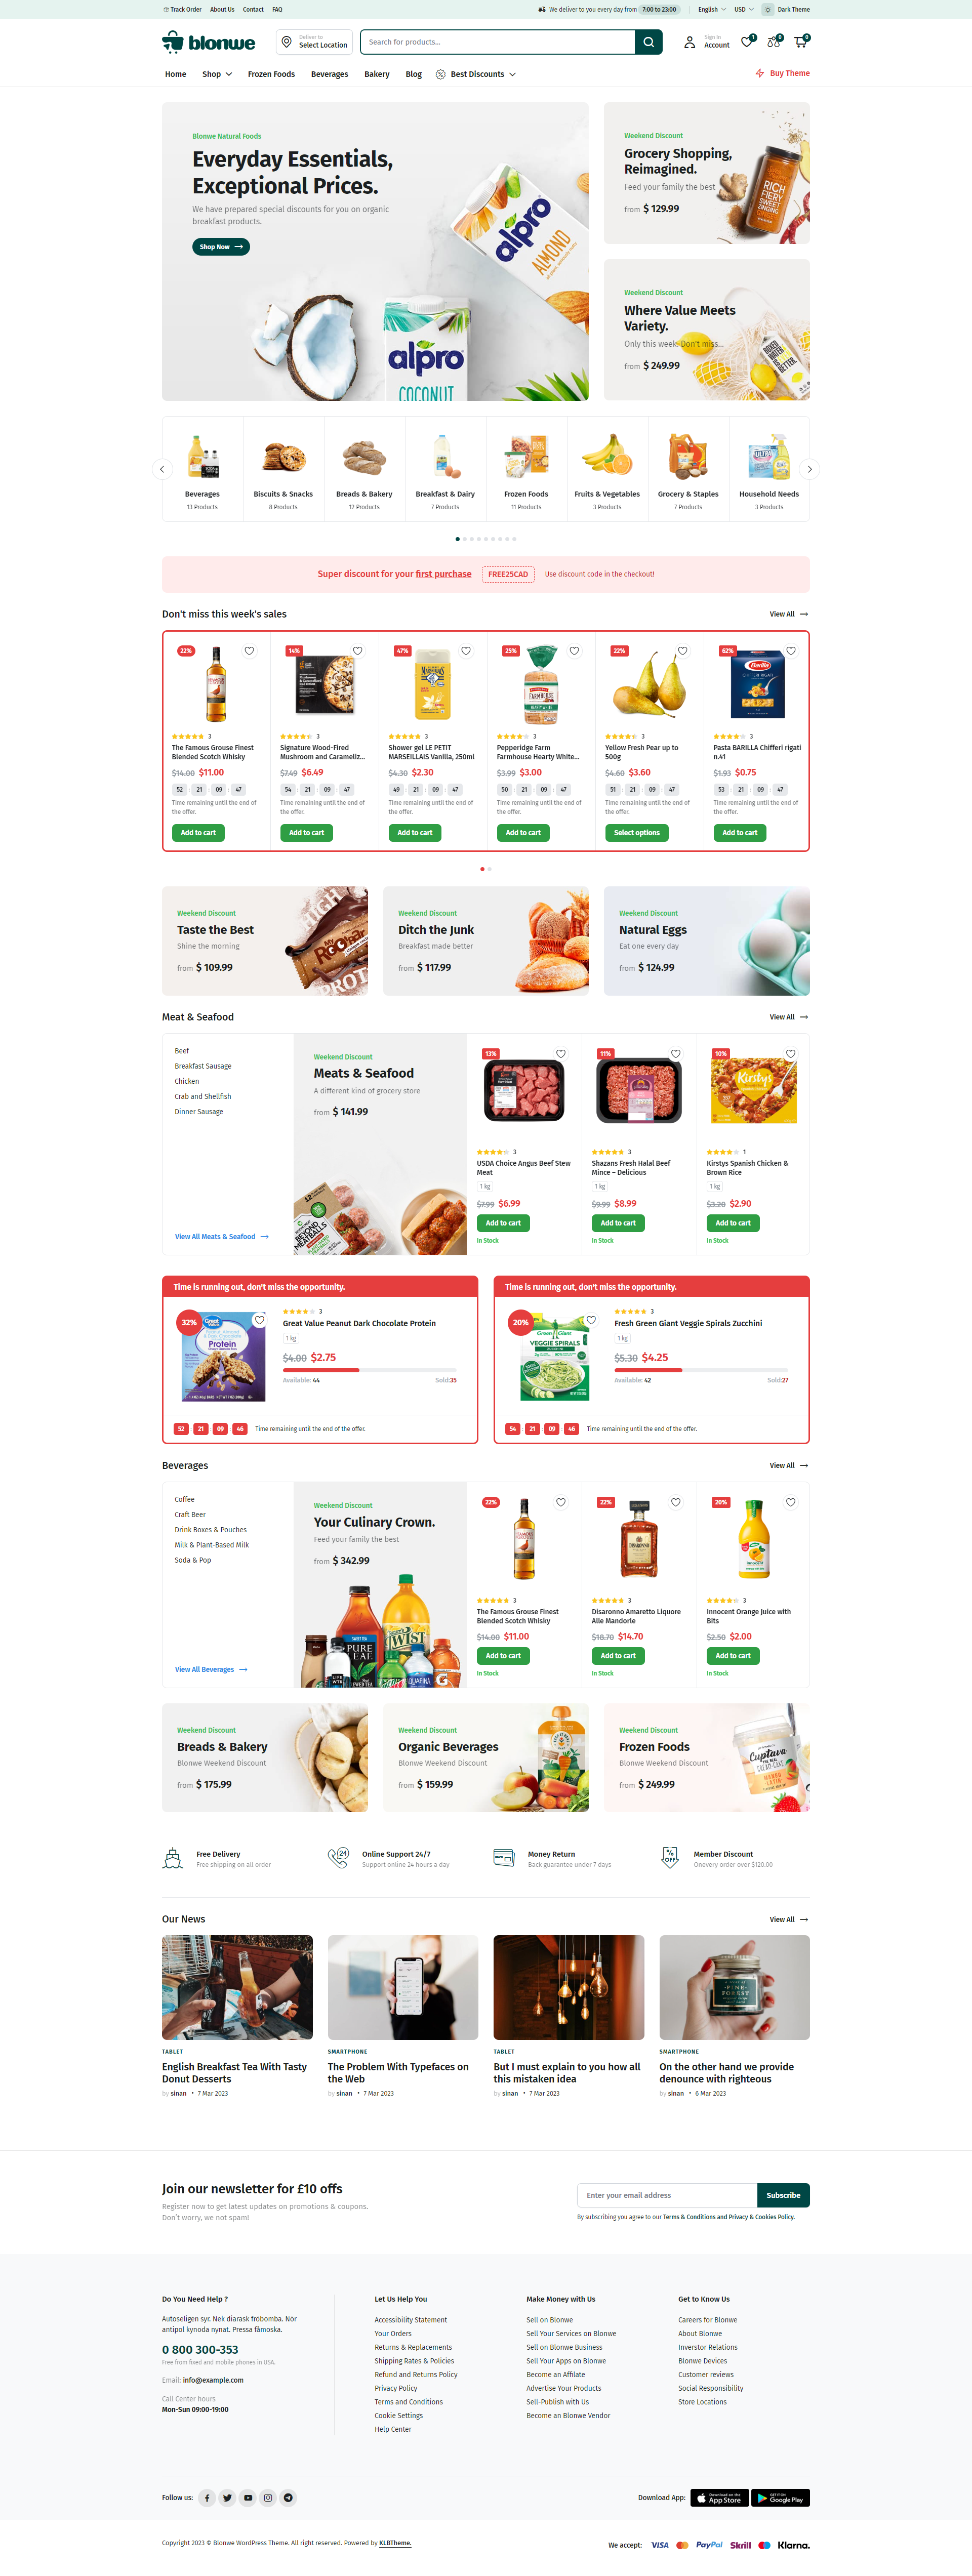 Track Order About Us Contact FAQ
We deliver to you every day from 7:00 to 23:00 English USD Dark Theme
blonwe
Deliver to
Select Location
Search for products...
Sign in
Account
1 0 0
Home Shop Frozen Foods Beverages Bakery Blog Best Discounts Buy Theme
Blonwe Natural Foods
Everyday Essentials,
Exceptional Prices.
We have prepared special discounts for you on organic
breakfast products.
Shop Now
alpro
ALMOND
alpro
COCONUT
Weekend Discount
Grocery Shopping,
Reimagined.
Feed your family the best
from $ 129.99
RICH
FIERY
SWEET
Weekend Discount
Where Value Meets
Variety.
Only this week. Don't miss...
from $ 249.99
BOXED
WATER
IS
BETTER.
Beverages
13 Products
Biscuits & Snacks
8 Products
Breads & Bakery
12 Products
Breakfast & Dairy
7 Products
Frozen Foods
11 Products
Fruits & Vegetables
3 Products
Grocery & Staples
7 Products
Household Needs
3 Products
Super discount for your first purchase FREE25CAD Use discount code in the checkout!
Don't miss this week's sales View All
22%
3
The Famous Grouse Finest
Blended Scotch Whisky
$14.00 $11.00
52 : 21 : 09 : 47
Time remaining until the end of
the offer.
Add to cart
14%
3
Signature Wood-Fired
Mushroom and Carameliz...
$7.49 $6.49
54 : 21 : 09 : 47
Time remaining until the end of
the offer.
Add to cart
47%
3
Shower gel LE PETIT
MARSEILLAIS Vanilla, 250ml
$4.30 $2.30
49 : 21 : 09 : 47
Time remaining until the end of
the offer.
Add to cart
25%
FARMHOUSE
3
Pepperidge Farm
Farmhouse Hearty White...
$3.99 $3.00
50 : 21 : 09 : 47
Time remaining until the end of
the offer.
Add to cart
22%
3
Yellow Fresh Pear up to
500g
$4.60 $3.60
51 : 21 : 09 : 47
Time remaining until the end of
the offer.
Select options
62%
Barilla
CHIFFERI RIGATI
3
Pasta BARILLA Chifferi rigati
n.41
$1.93 $0.75
53 : 21 : 09 : 47
Time remaining until the end of
the offer.
Add to cart
Weekend Discount
Taste the Best
Shine the morning
from $ 109.99
HIGH
PROT
Weekend Discount
Ditch the Junk
Breakfast made better
from $ 117.99
Weekend Discount
Natural Eggs
Eat one every day
from $ 124.99
Meat & Seafood View All
Beef
Breakfast Sausage
Chicken
Crab and Shellfish
Dinner Sausage
View All Meats & Seafood
Weekend Discount
Meats & Seafood
A different kind of grocery store
from $ 141.99
BEYOND
MEATBALLS
13%
3
USDA Choice Angus Beef Stew
Meat
1 kg
$7.99 $6.99
Add to cart
In Stock
11%
3
Shazans Fresh Halal Beef
Mince – Delicious
1 kg
$9.99 $8.99
Add to cart
In Stock
10%
Kirstys
1
Kirstys Spanish Chicken &
Brown Rice
1 kg
$3.20 $2.90
Add to cart
In Stock
Time is running out, don't miss the opportunity.
32%
Great Value
Protein
3
Great Value Peanut Dark Chocolate Protein
1 kg
$4.00 $2.75
Available: 44 Sold:35
52 21 09 46 Time remaining until the end of the offer.
Time is running out, don't miss the opportunity.
20%
Green Giant
VEGGIE SPIRALS
ZUCCHINI
3
Fresh Green Giant Veggie Spirals Zucchini
1 kg
$5.30 $4.25
Available: 42 Sold:27
54 21 09 46 Time remaining until the end of the offer.
Beverages View All
Coffee
Craft Beer
Drink Boxes & Pouches
Milk & Plant-Based Milk
Soda & Pop
View All Beverages
Weekend Discount
Your Culinary Crown.
Feed your family the best
from $ 342.99
PURE
LEAF
TWIST
LIFE
AQUAFINA
G
22%
3
The Famous Grouse Finest
Blended Scotch Whisky
$14.00 $11.00
Add to cart
In Stock
22%
DISARONNO
3
Disaronno Amaretto Liquore
Alle Mandorle
$18.70 $14.70
Add to cart
In Stock
20%
innocent
3
Innocent Orange Juice with
Bits
$2.50 $2.00
Add to cart
In Stock
Weekend Discount
Breads & Bakery
Blonwe Weekend Discount
from $ 175.99
Weekend Discount
Organic Beverages
Blonwe Weekend Discount
from $ 159.99
Weekend Discount
Frozen Foods
Blonwe Weekend Discount
from $ 249.99
Cuptava
Free Delivery
Free shipping on all order
24
Online Support 24/7
Support online 24 hours a day
Money Return
Back guarantee under 7 days
%
OFF
Member Discount
Onevery order over $120.00
Our News View All
TABLET
English Breakfast Tea With Tasty
Donut Desserts
by sinan • 7 Mar 2023
SMARTPHONE
The Problem With Typefaces on
the Web
by sinan • 7 Mar 2023
TABLET
But I must explain to you how all
this mistaken idea
by sinan • 7 Mar 2023
PINE
FOREST
SMARTPHONE
On the other hand we provide
denounce with righteous
by sinan • 6 Mar 2023
Join our newsletter for £10 offs
Register now to get latest updates on promotions & coupons.
Don't worry, we not spam!
Enter your email address Subscribe
By subscribing you agree to our Terms & Conditions and Privacy & Cookies Policy.
Do You Need Help ?
Autoseligen syr. Nek diarask fröbomba. Nör
antipol kynoda nynat. Pressa fåmoska.
0 800 300-353
Free from fixed and mobile phones in USA.
Email: info@example.com
Call Center hours
Mon-Sun 09:00-19:00
Let Us Help You
Accessibility Statement
Your Orders
Returns & Replacements
Shipping Rates & Policies
Refund and Returns Policy
Privacy Policy
Terms and Conditions
Cookie Settings
Help Center
Make Money with Us
Sell on Blonwe
Sell Your Services on Blonwe
Sell on Blonwe Business
Sell Your Apps on Blonwe
Become an Affilate
Advertise Your Products
Sell-Publish with Us
Become an Blonwe Vendor
Get to Know Us
Careers for Blonwe
About Blonwe
Inverstor Relations
Blonwe Devices
Customer reviews
Social Responsibility
Store Locations
Follow us:
Download App: Download on the App Store GET IT ON Google Play
Copyright 2023 © Blonwe WordPress Theme. All right reserved. Powered by KLBTheme.
We accept: VISA PayPal Skrill Klarna.